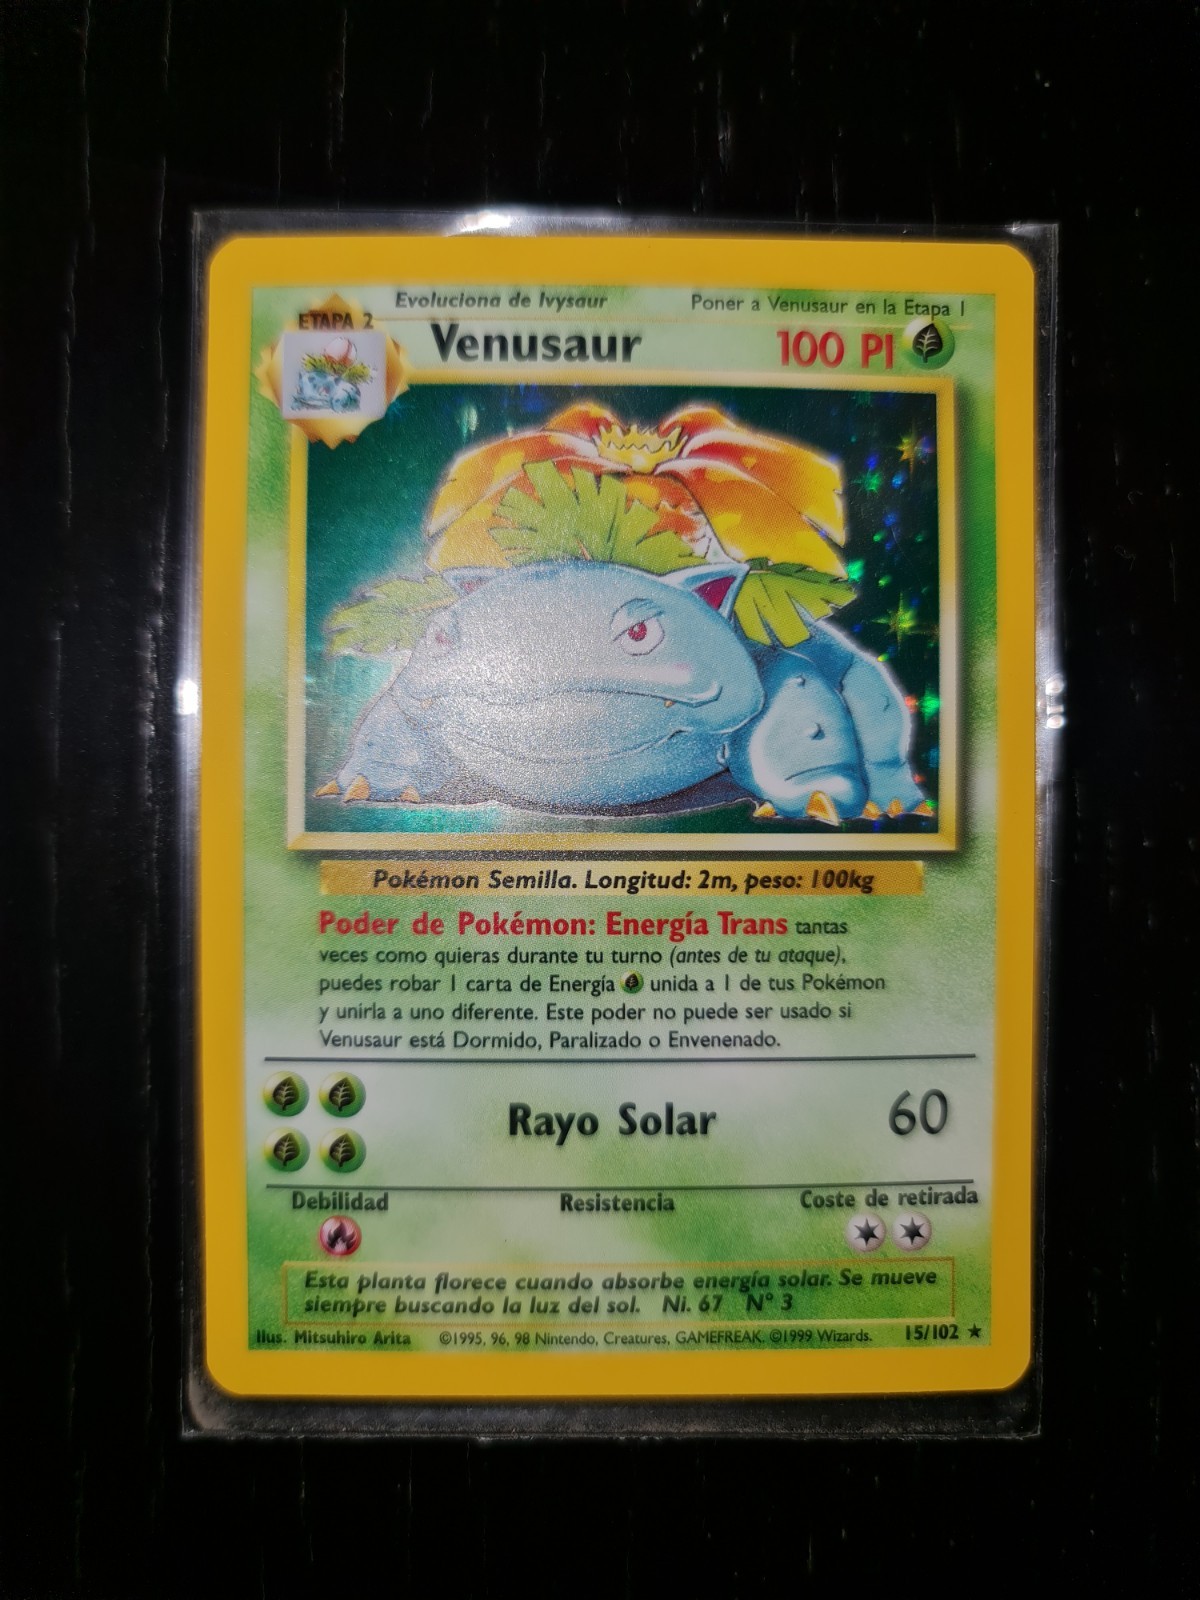 Evoluciona de Ivysaur
Poner a Venusaur en la Etapa 1
ETAPA 2
Venusaur
100 PI
Pokémon Semilla. Longitud: 2m, peso: 100kg
Poder de Pokémon: Energía Trans tantas
veces como quieras durante tu turno (antes de tu ataque),
puedes robar 1 carta de Energía unida a 1 de tus Pokémon
y unírla a uno diferente. Este poder no puede ser usado si
Venusaur está Dormido, Paralizado o Envenenado.
Rayo Solar
60
Debilidad
Resistencia
Coste de retirada
Esta planta florece cuando absorbe energía solar. Se mueve
siempre buscando la luz del sol. Ni. 67 Nº 3
Ilus. Mitsuhiro Arita
©1995, 96, 98 Nintendo, Creatures, GAMEFREAK. ©1999 Wizards.
15/102 ★